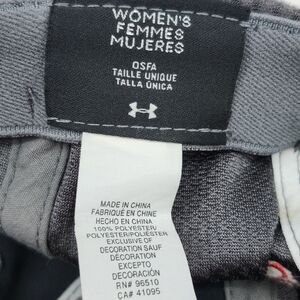 WOMEN'S
FEMMES
MUJERES
OSFA
TAILLE UNIQUE
TALLA ÚNICA
MADE IN CHINA
FABRIQUÉ EN CHINE
HECHO EN CHINA
100% POLYESTER/
POLYESTER/POLIÉSTER
EXCLUSIVE OF
DECORATION SAUF
DÉCORATION
EXCEPTO
DECORACIÓN
RN# 96510
CA# 41095